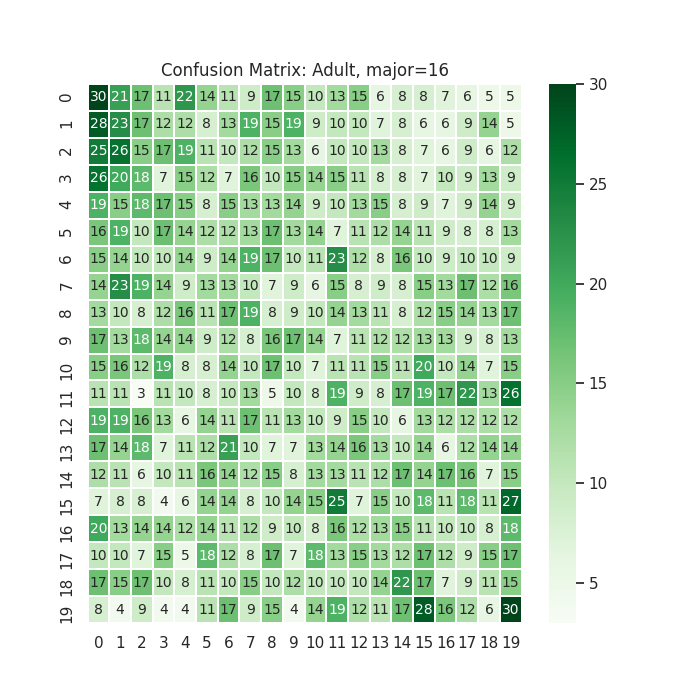 Confusion Matrix: Adult, major=16
0 30 21 17 11 22 14 11 9 17 15 10 13 15 6 8 8 7 6 5 5
1 28 23 17 12 12 8 13 19 15 19 9 10 10 7 8 6 6 9 14 5
2 25 26 15 17 19 11 10 12 15 13 6 10 10 13 8 7 6 9 6 12
3 26 20 18 7 15 12 7 16 10 15 14 15 11 8 8 7 10 9 13 9
4 19 15 18 17 15 8 15 13 13 14 9 10 13 15 8 9 7 9 14 9
5 16 19 10 17 14 12 12 13 17 13 14 7 11 12 14 11 9 8 8 13
6 15 14 10 10 14 9 14 19 17 10 11 23 12 8 16 10 9 10 10 9
7 14 23 19 14 9 13 13 10 7 9 6 15 8 9 8 15 13 17 12 16
8 13 10 8 12 16 11 17 19 8 9 10 14 13 11 8 12 15 14 13 17
9 17 13 18 14 14 9 12 8 16 17 14 7 11 12 12 13 13 9 8 13
10 15 16 12 19 8 8 14 10 17 10 7 11 11 15 11 20 10 14 7 15
11 11 11 3 11 10 8 10 13 5 10 8 19 9 8 17 19 17 22 13 26
12 19 19 16 13 6 14 11 17 11 13 10 9 15 10 6 13 12 12 12 12
13 17 14 18 7 11 12 21 10 7 7 13 14 16 13 10 14 6 12 14 14
14 12 11 6 10 11 16 14 12 15 8 13 13 11 12 17 14 17 16 7 15
15 7 8 8 4 6 14 14 8 10 14 15 25 7 15 10 18 11 18 11 27
16 20 13 14 14 12 14 11 12 9 10 8 16 12 13 15 11 10 10 8 18
17 10 10 7 15 5 18 12 8 17 7 18 13 15 13 12 17 12 9 15 17
18 17 15 17 10 8 11 10 15 10 12 10 10 10 14 22 17 7 9 11 15
19 8 4 9 4 4 11 17 9 15 4 14 19 12 11 17 28 16 12 6 30
0 1 2 3 4 5 6 7 8 9 10 11 12 13 14 15 16 17 18 19
30
25
20
15
10
5